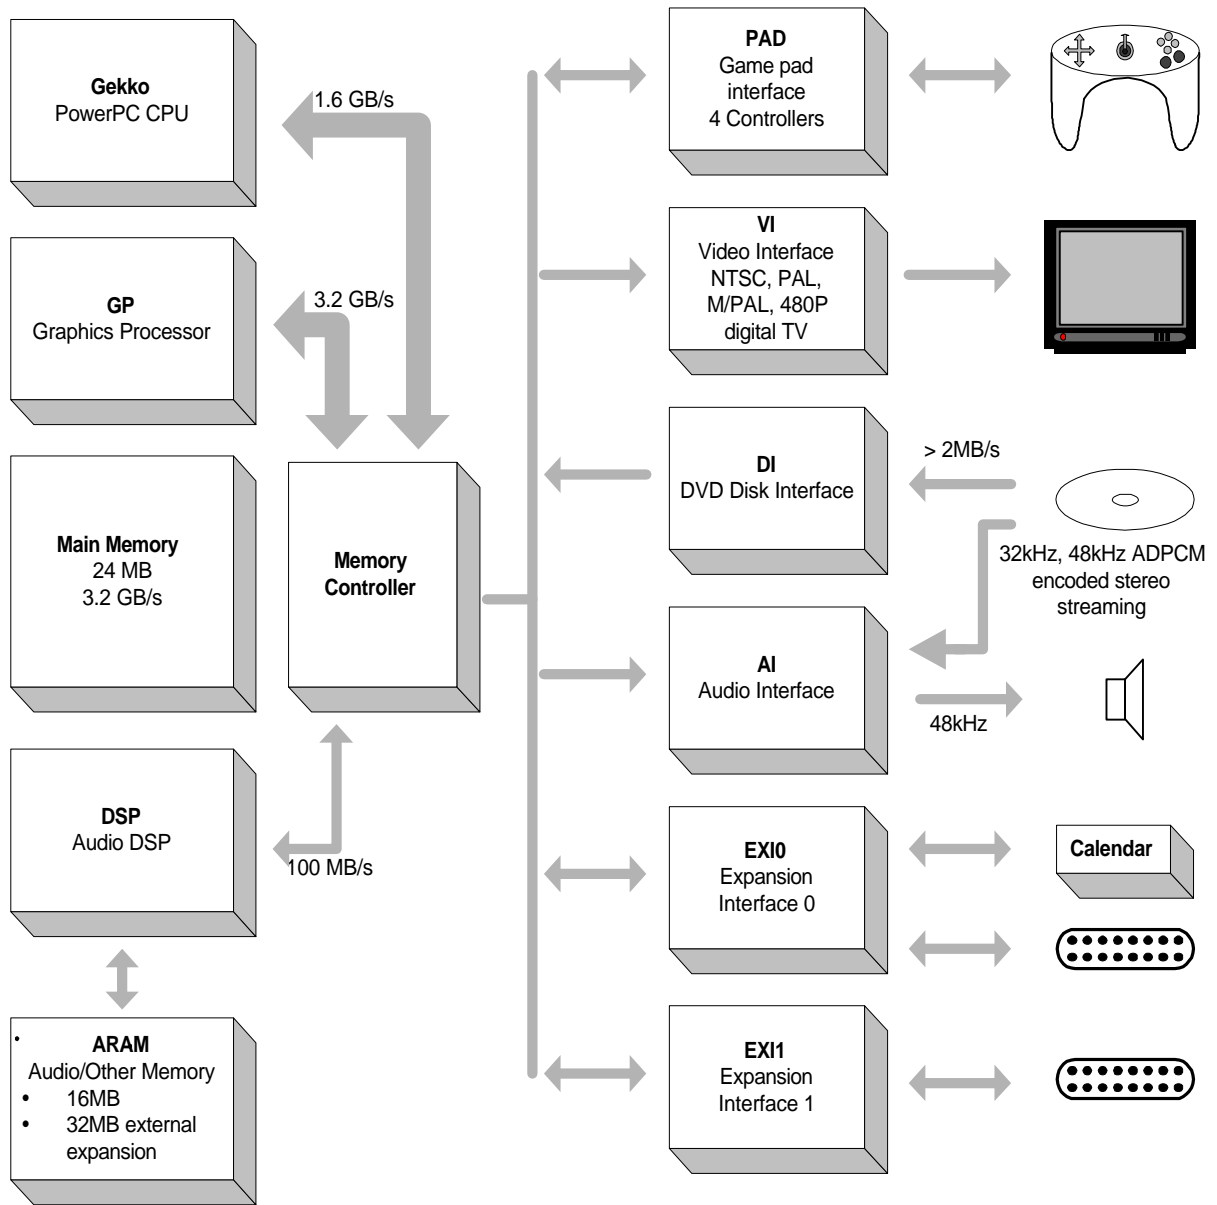 Gekko
PowerPC CPU
1.6 GB/s
GP
Graphics Processor
3.2 GB/s
Main Memory
24 MB
3.2 GB/s
Memory
Controller
DSP
Audio DSP
100 MB/s
• ARAM
Audio/Other Memory
• 16MB
• 32MB external
expansion
PAD
Game pad
interface
4 Controllers
VI
Video Interface
NTSC, PAL,
M/PAL, 480P
digital TV
DI
DVD Disk Interface
> 2MB/s
32kHz, 48kHz ADPCM
encoded stereo
streaming
AI
Audio Interface
48kHz
EXI0
Expansion
Interface 0
Calendar
EXI1
Expansion
Interface 1